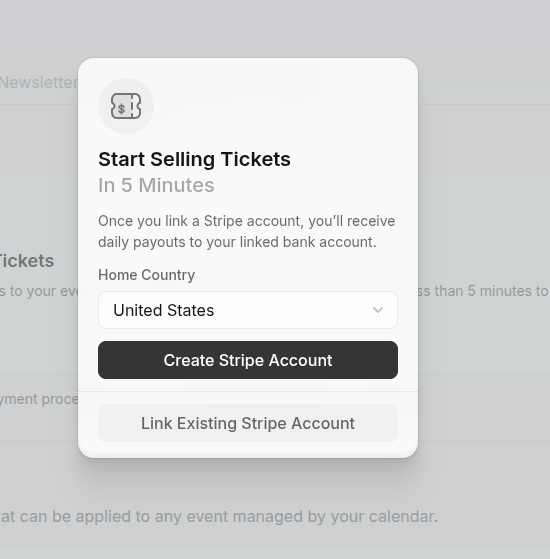 Newsletter
$
Start Selling Tickets
In 5 Minutes
Once you link a Stripe account, you’ll receive
daily payouts to your linked bank account.
Tickets
Home Country
s to your eve
ss than 5 minutes to
United States
Create Stripe Account
yment proce
Link Existing Stripe Account
at can be applied to any event managed by your calendar.